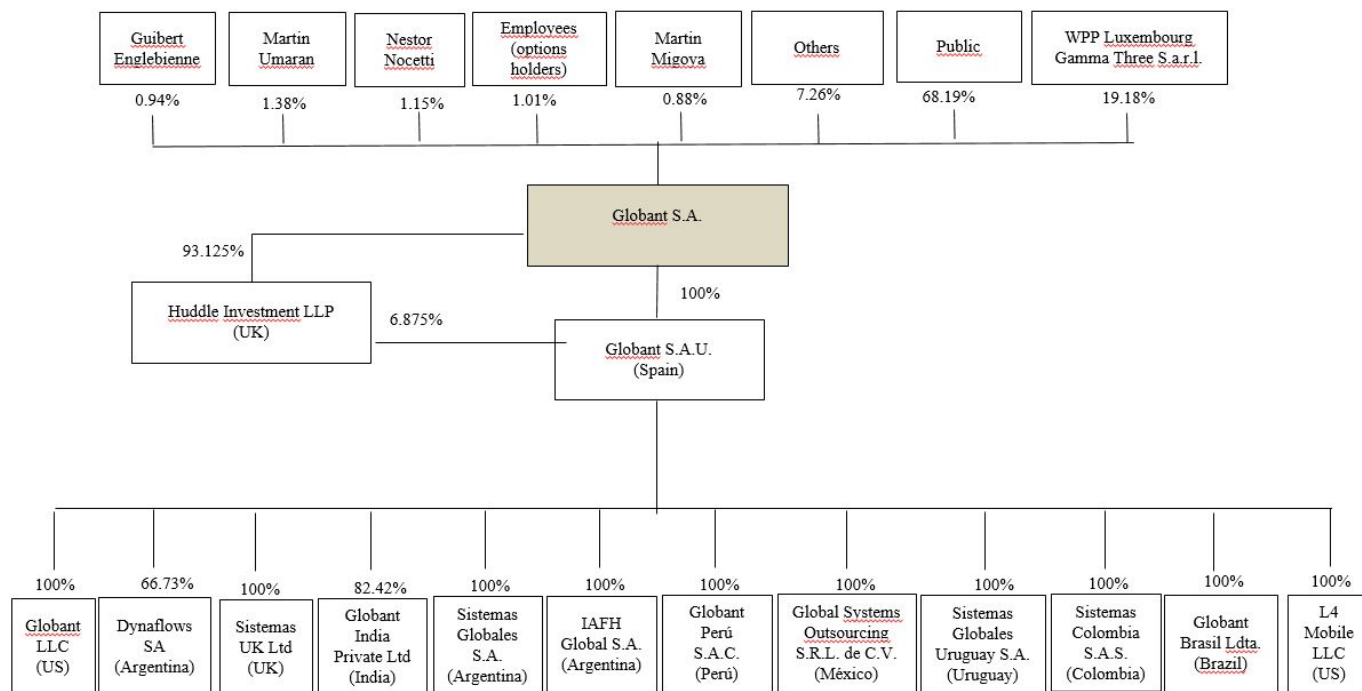 Guibert
Englebienne
Martin
Umaran
Nestor
Nocetti
Employees
(options
holders)
Martin
Migova
Others
Public
WPP Luxembourg
Gamma Three S.a.r.l.
0.94%
1.38%
1.15%
1.01%
0.88%
7.26%
68.19%
19.18%
Globant S.A.
93.125%
100%
Huddle Investment LLP
(UK)
6.875%
Globant S.A.U.
(Spain)
100%
66.73%
100%
82.42%
100%
100%
100%
100%
100%
100%
100%
100%
Globant
LLC
(US)
Dynaflows
SA
(Argentina)
Sistemas
UK Ltd
(UK)
Globant
India
Private Ltd
(India)
Sistemas
Globales
S.A.
(Argentina)
IAFH
Global S.A.
(Argentina)
Globant
Perú
S.A.C.
(Perú)
Global Systems
Outsourcing
S.R.L. de C.V.
(México)
Sistemas
Globales
Uruguay S.A.
(Uruguay)
Sistemas
Colombia
S.A.S.
(Colombia)
Globant
Brasil Ldta.
(Brazil)
L4
Mobile
LLC
(US)